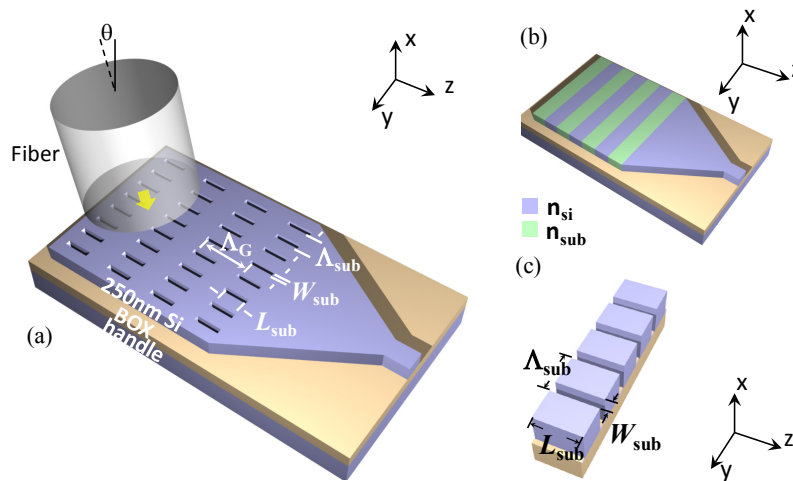 θ
x
z
y
Fiber
Λ_G
Λ_sub
W_sub
L_sub
250nm Si
BOX
handle
(a)
(b)
x
z
y
n_si
n_sub
(c)
Λ_sub
L_sub
W_sub
x
z
y